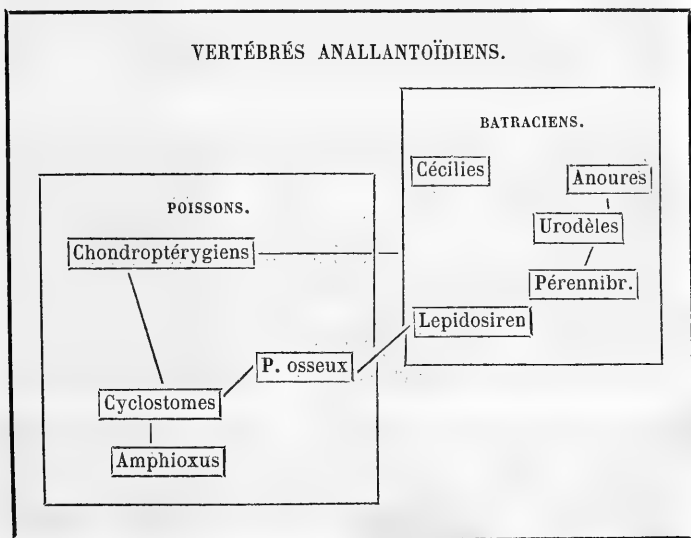 VERTÉBRÉS ANALLANTOÏDIENS.
BATRACIENS.
Cécilies
Anoures
POISSONS.
Urodèles
Chondroptérygiens
Pérennibr.
Lepidosiren
P. osseux
Cyclostomes
Amphioxus